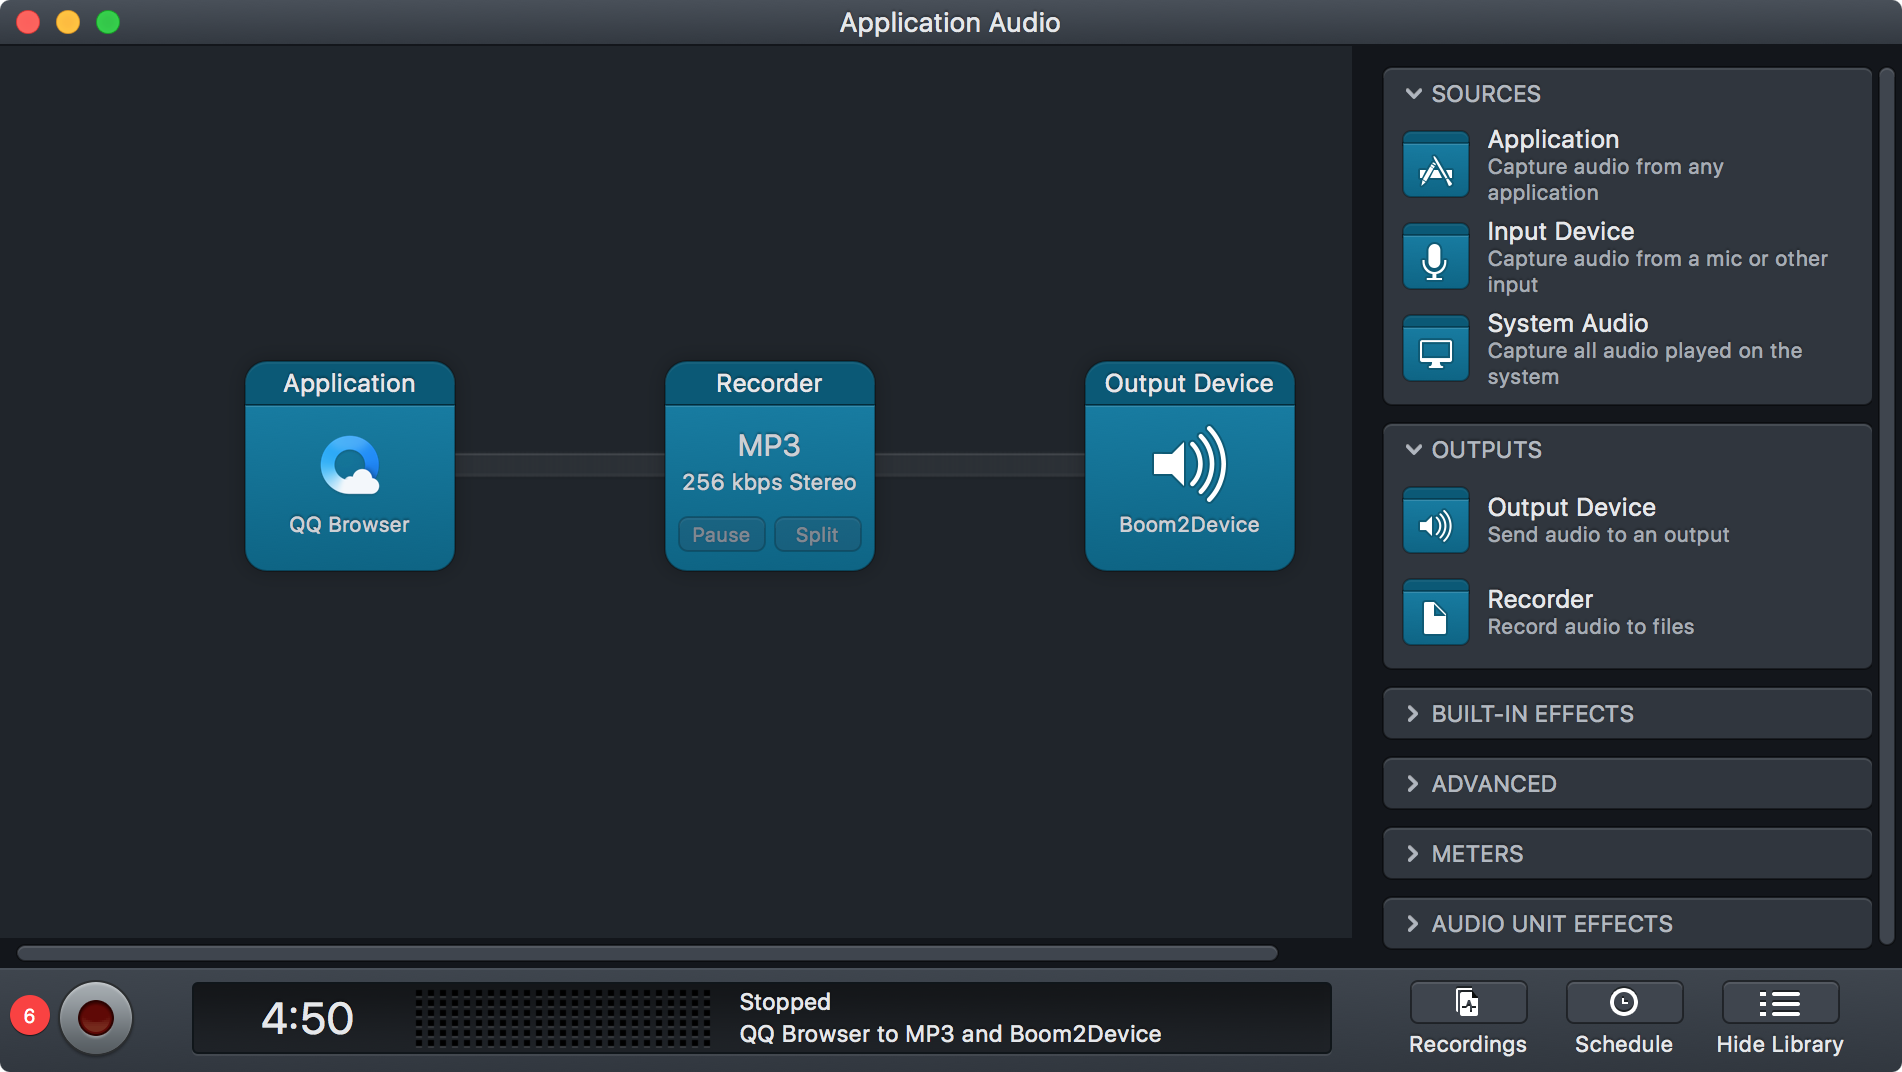 Application Audio
Application
QQ Browser
Recorder
MP3
256 kbps Stereo
Pause
Split
Output Device
Boom2Device
SOURCES
Application
Capture audio from any
application
Input Device
Capture audio from a mic or other
input
System Audio
Capture all audio played on the
system
OUTPUTS
Output Device
Send audio to an output
Recorder
Record audio to files
BUILT-IN EFFECTS
ADVANCED
METERS
AUDIO UNIT EFFECTS
6
4:50
Stopped
QQ Browser to MP3 and Boom2Device
Recordings
Schedule
Hide Library